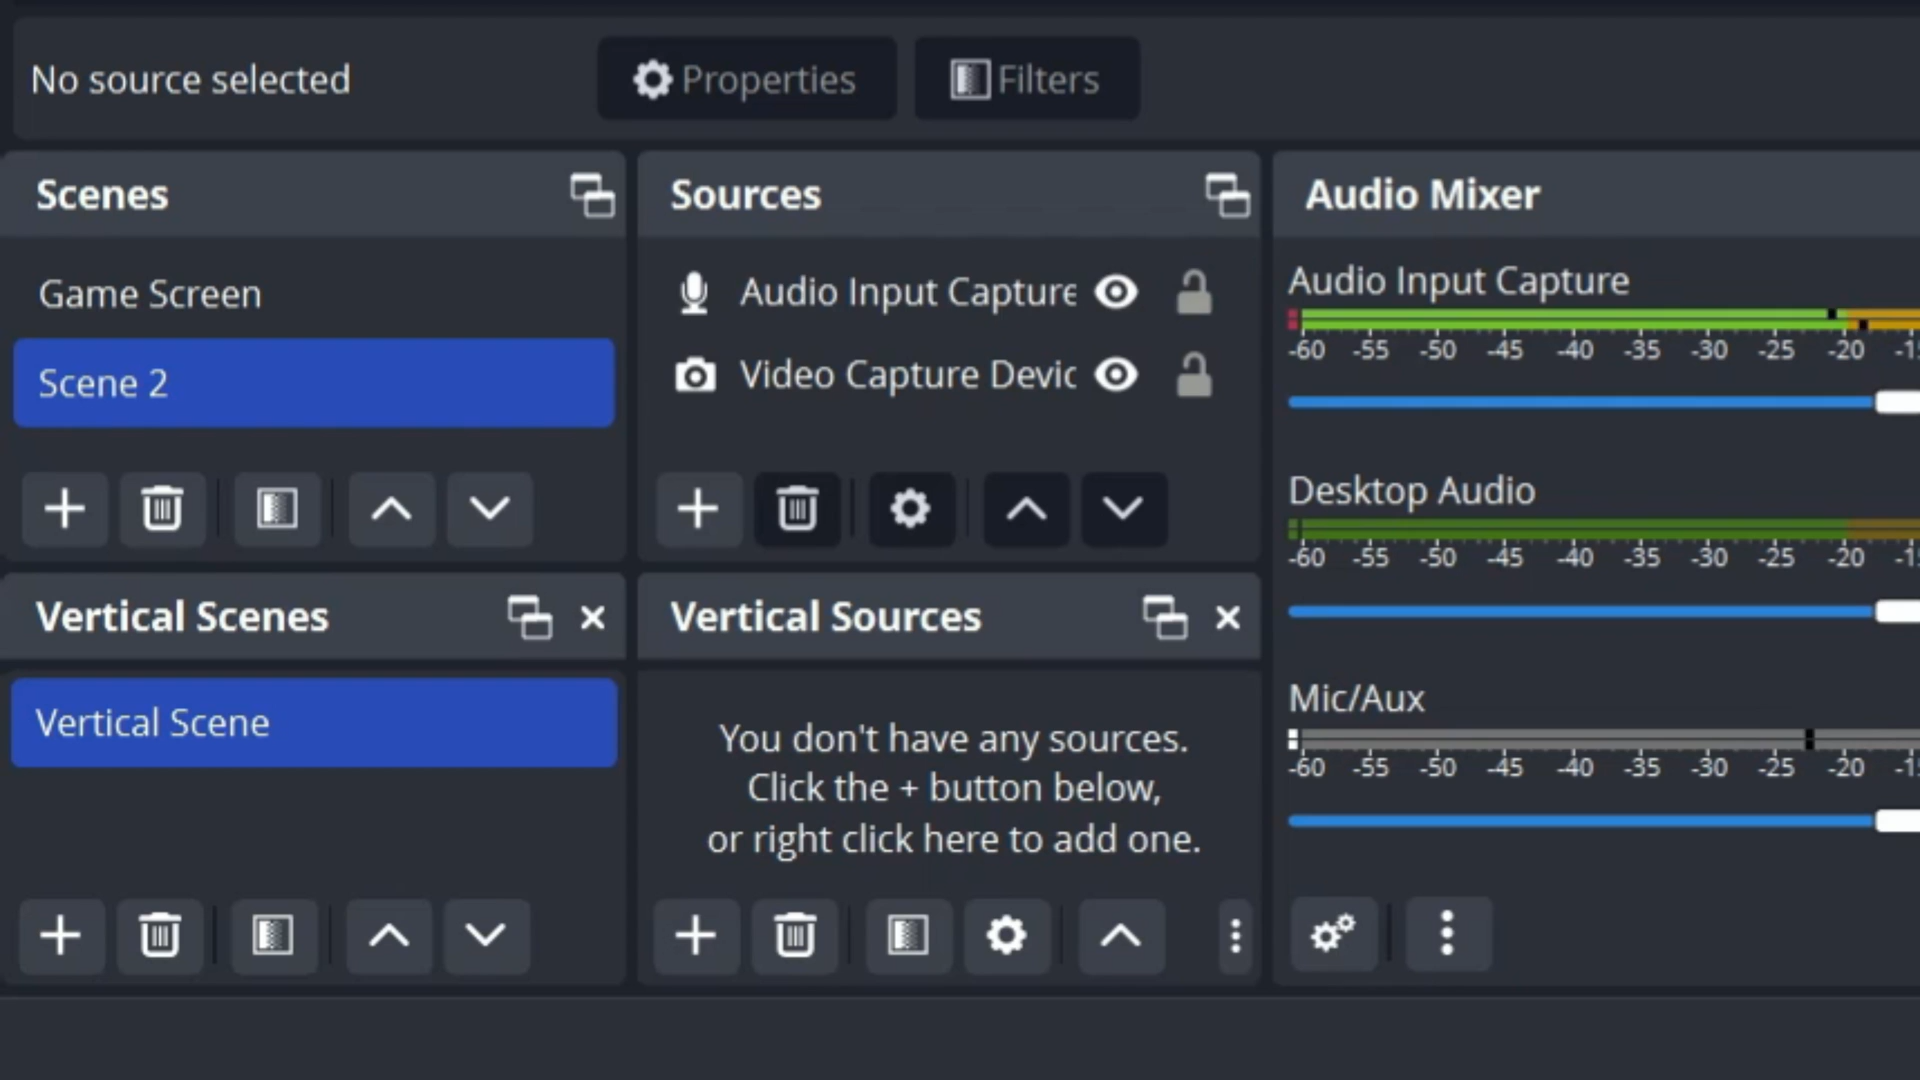 No source selected
Properties
Filters
Scenes
Game Screen
Scene 2
Sources
Audio Input Capture
Video Capture Devic
Audio Mixer
Audio Input Capture
-60 -55 -50 -45 -40 -35 -30 -25 -20 -15
Desktop Audio
-60 -55 -50 -45 -40 -35 -30 -25 -20 -15
Mic/Aux
-60 -55 -50 -45 -40 -35 -30 -25 -20 -15
Vertical Scenes
Vertical Scene
Vertical Sources
You don't have any sources.
Click the + button below,
or right click here to add one.